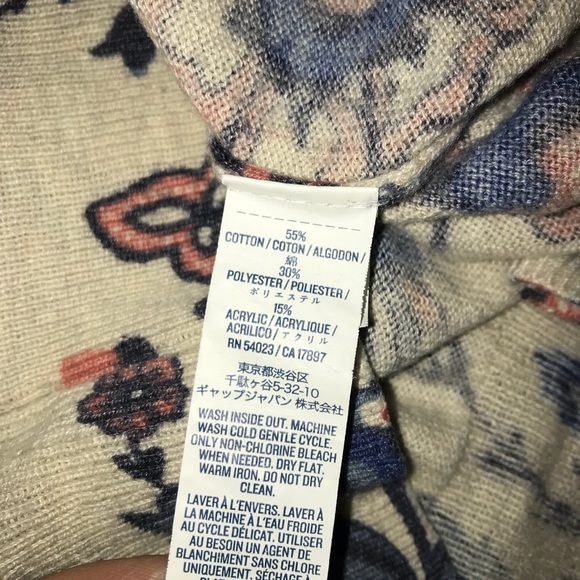 55%
COTTON / COTON / ALGODON /
綿
30%
POLYESTER / POLIESTER /
ポリエステル
15%
ACRYLIC / ACRYLIQUE /
ACRILICO / アクリル
RN 54023 / CA 17897
東京都渋谷区
千駄ヶ谷5-32-10
ギャップジャパン 株式会社
WASH INSIDE OUT. MACHINE
WASH COLD GENTLE CYCLE.
ONLY NON-CHLORINE BLEACH
WHEN NEEDED. DRY FLAT.
WARM IRON. DO NOT DRY
CLEAN.
LAVER À L'ENVERS. LAVER À
LA MACHINE À L'EAU FROIDE
AU CYCLE DÉLICAT. UTILISER
AU BESOIN UN AGENT DE
BLANCHIMENT SANS CHLORE
UNIQUEMENT. SÉCHAGE À